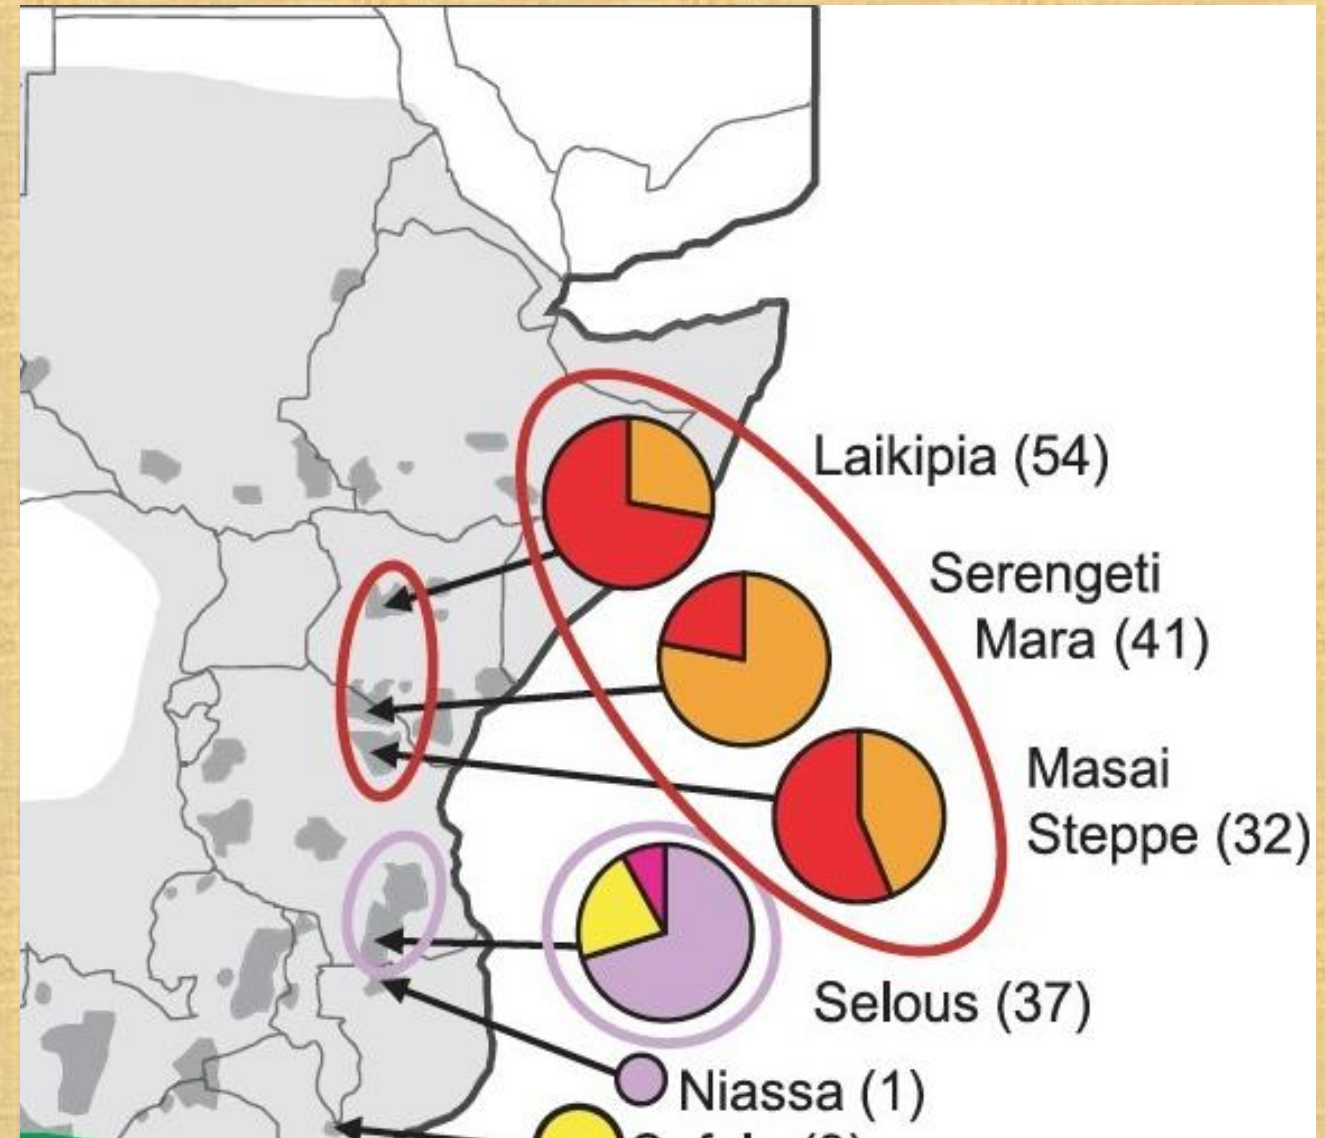 Laikipia (54)
Serengeti
Mara (41)
Masai
Steppe (32)
Selous (37)
Niassa (1)